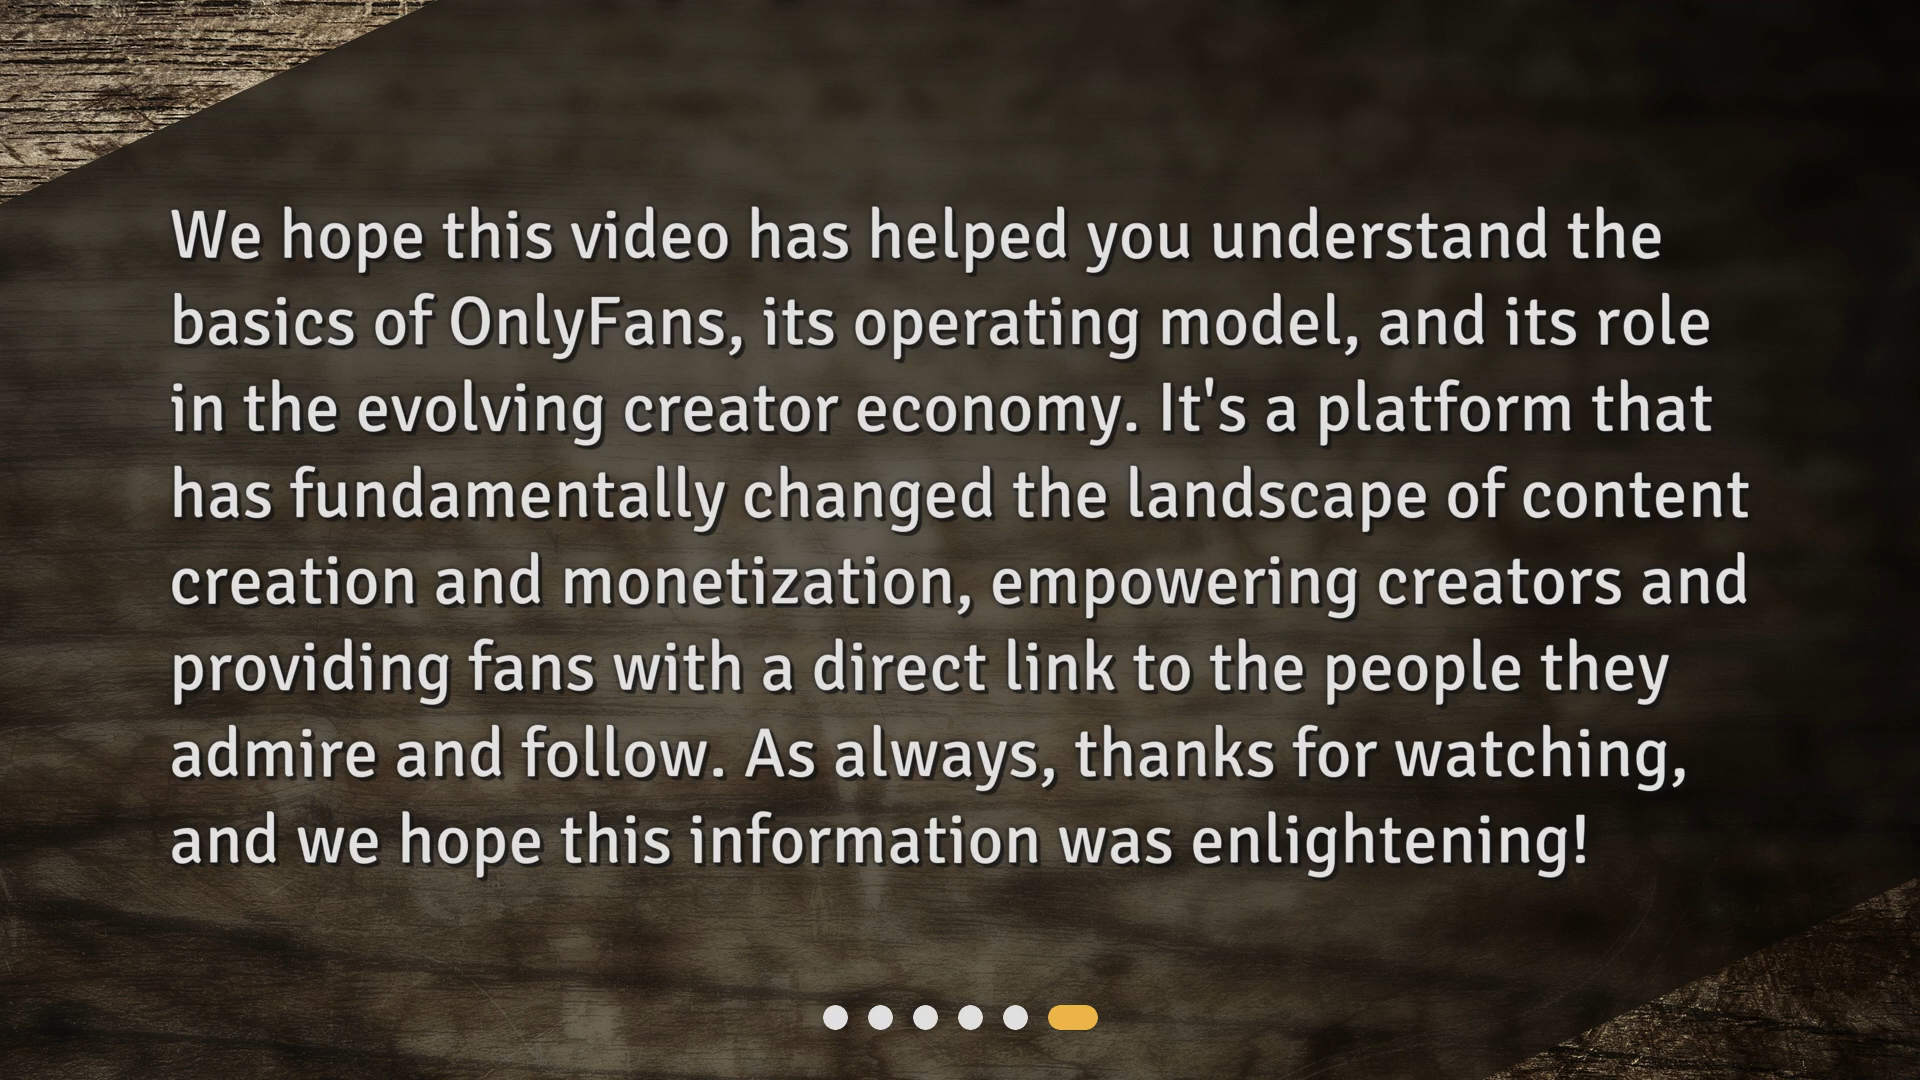 We hope this video has helped you understand the
basics of OnlyFans, its operating model, and its role
in the evolving creator economy. It's a platform that
has fundamentally changed the landscape of content
creation and monetization, empowering creators and
providing fans with a direct link to the people they
admire and follow. As always, thanks for watching,
and we hope this information was enlightening!